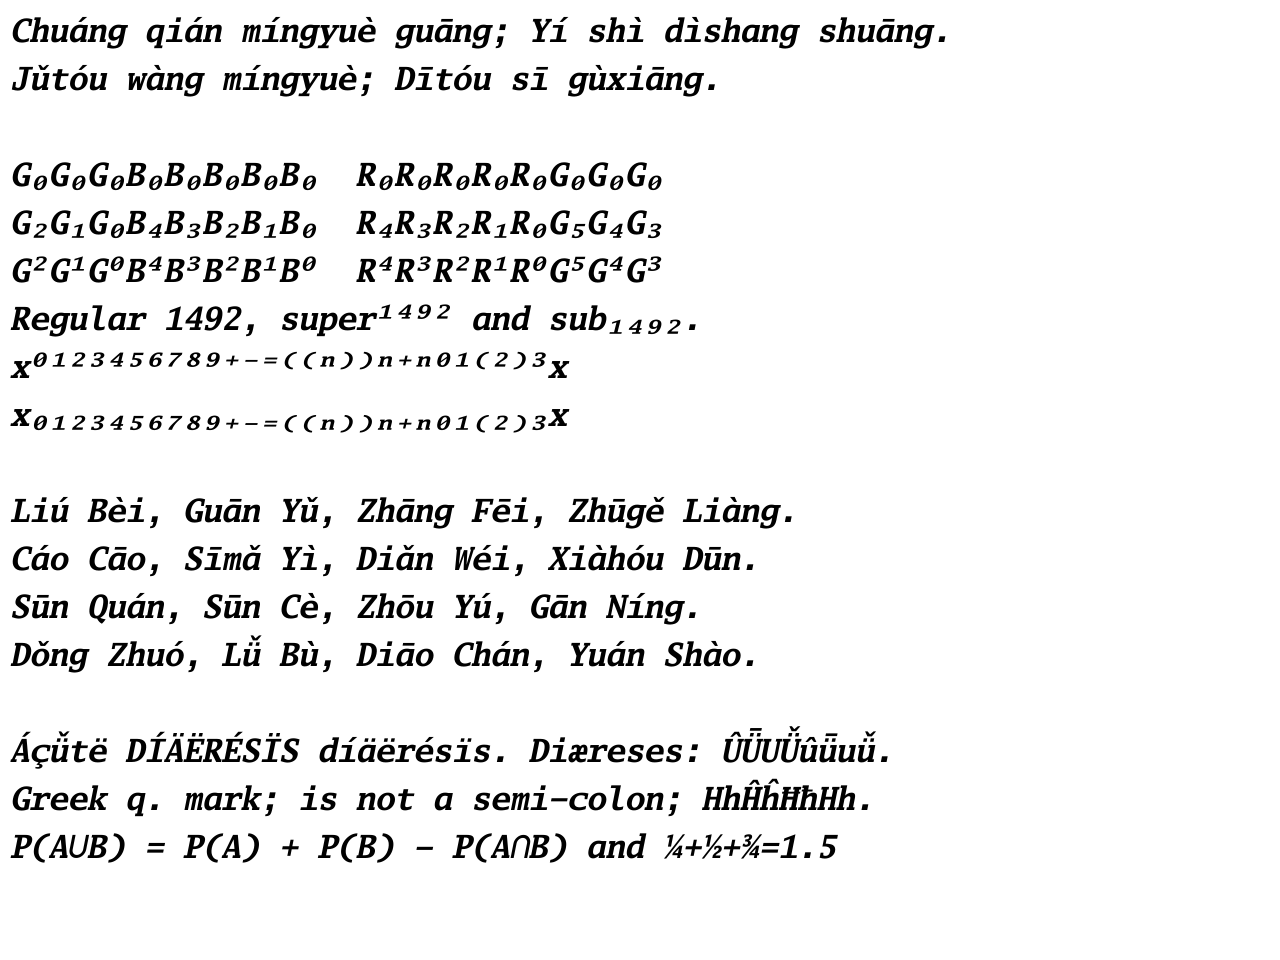 Chuáng qián míngyuè guāng; Yí shì dìshang shuāng.
Jǔtóu wàng míngyuè; Dītóu sī gùxiāng.
G₀G₀G₀B₀B₀B₀B₀B₀  R₀R₀R₀R₀R₀G₀G₀G₀
G₂G₁G₀B₄B₃B₂B₁B₀  R₄R₃R₂R₁R₀G₅G₄G₃
G²G¹G⁰B⁴B³B²B¹B⁰  R⁴R³R²R¹R⁰G⁵G⁴G³
Regular 1492, super¹⁴⁹² and sub₁₄₉₂.
x⁰¹²³⁴⁵⁶⁷⁸⁹⁺⁻⁼⁽⁽ⁿ⁾⁾ⁿ⁺ⁿ⁰¹⁽²⁾³x
x₀₁₂₃₄₅₆₇₈₉₊₋₌₍₍ₙ₎₎ₙ₊ₙ₀₁₍₂₎₃x
Liú Bèi, Guān Yǔ, Zhāng Fēi, Zhūgě Liàng.
Cáo Cāo, Sīmǎ Yì, Diǎn Wéi, Xiàhóu Dūn.
Sūn Quán, Sūn Cè, Zhōu Yú, Gān Níng.
Dǒng Zhuó, Lǚ Bù, Diāo Chán, Yuán Shào.
Áçǚtë DÍÄËRÉSÏS díäërésïs. Diæreses: ÛǕUǙûǖuǚ.
Greek q. mark; is not a semi-colon; HhĤĥĦħHh.
P(A∪B) = P(A) + P(B) − P(A∩B) and ¼+½+¾=1.5